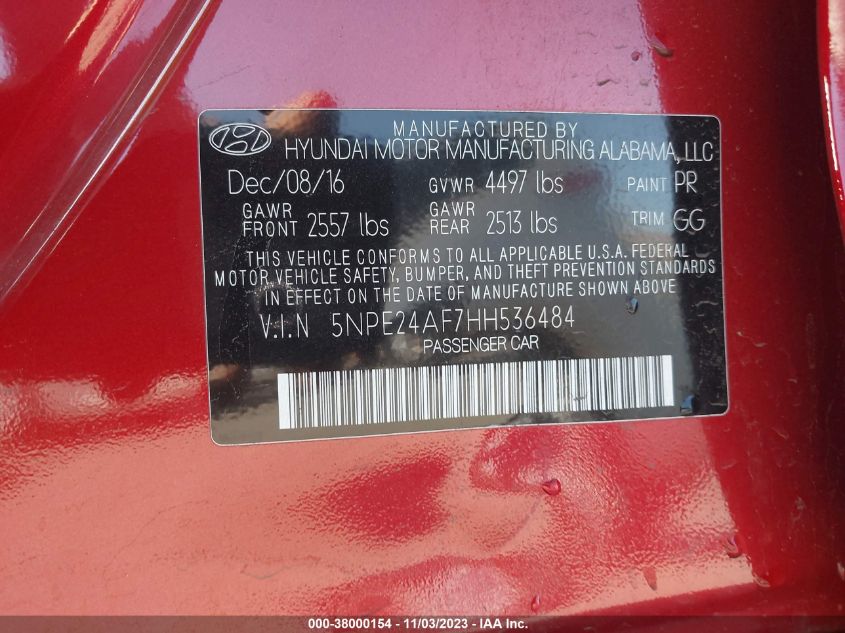 MANUFACTURED BY
HYUNDAI MOTOR MANUFACTURING ALABAMA, LLC
Dec/08/16 GVWR 4497 lbs PAINT PR
GAWR FRONT 2557 lbs GAWR REAR 2513 lbs TRIM GG
THIS VEHICLE CONFORMS TO ALL APPLICABLE U.S.A. FEDERAL
MOTOR VEHICLE SAFETY, BUMPER, AND THEFT PREVENTION STANDARDS
IN EFFECT ON THE DATE OF MANUFACTURE SHOWN ABOVE
V.I.N 5NPE24AF7HH536484
PASSENGER CAR
000-38000154 - 11/03/2023 - IAA Inc.